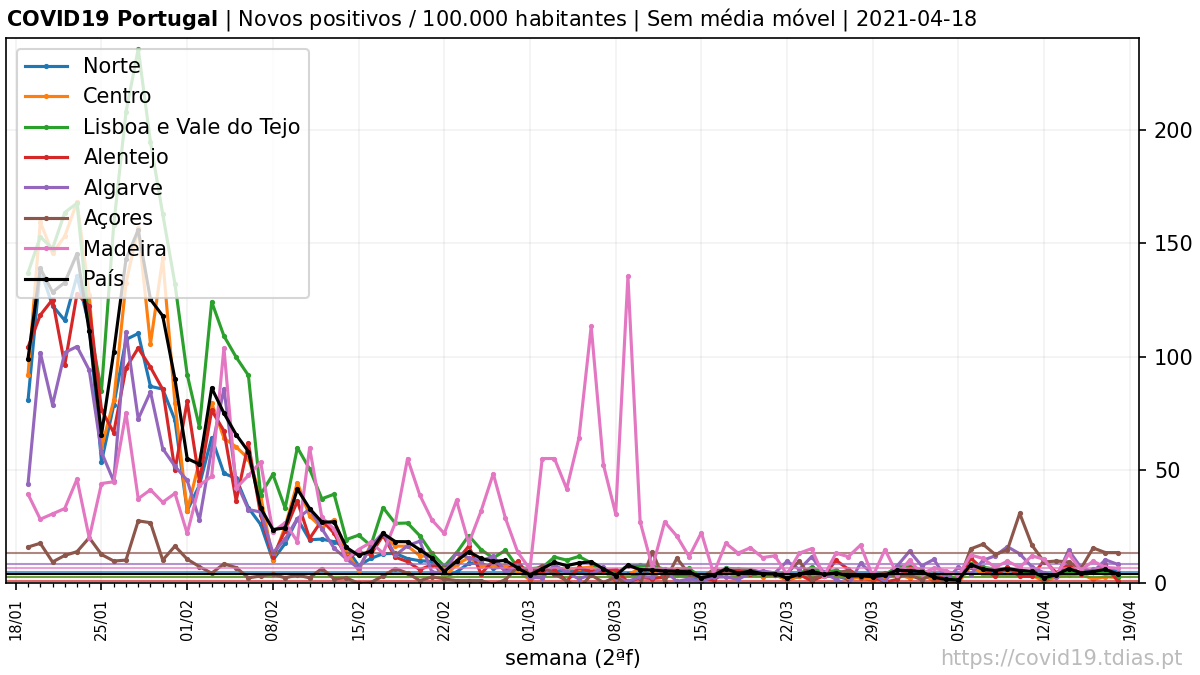 COVID19 Portugal | Novos positivos / 100.000 habitantes | Sem média móvel | 2021-04-18
Norte
Centro
Lisboa e Vale do Tejo
Alentejo
Algarve
Açores
Madeira
País
200
150
100
50
0
18/01
25/01
01/02
08/02
15/02
22/02
01/03
08/03
15/03
22/03
29/03
05/04
12/04
19/04
semana (2ªf)
https://covid19.tdias.pt